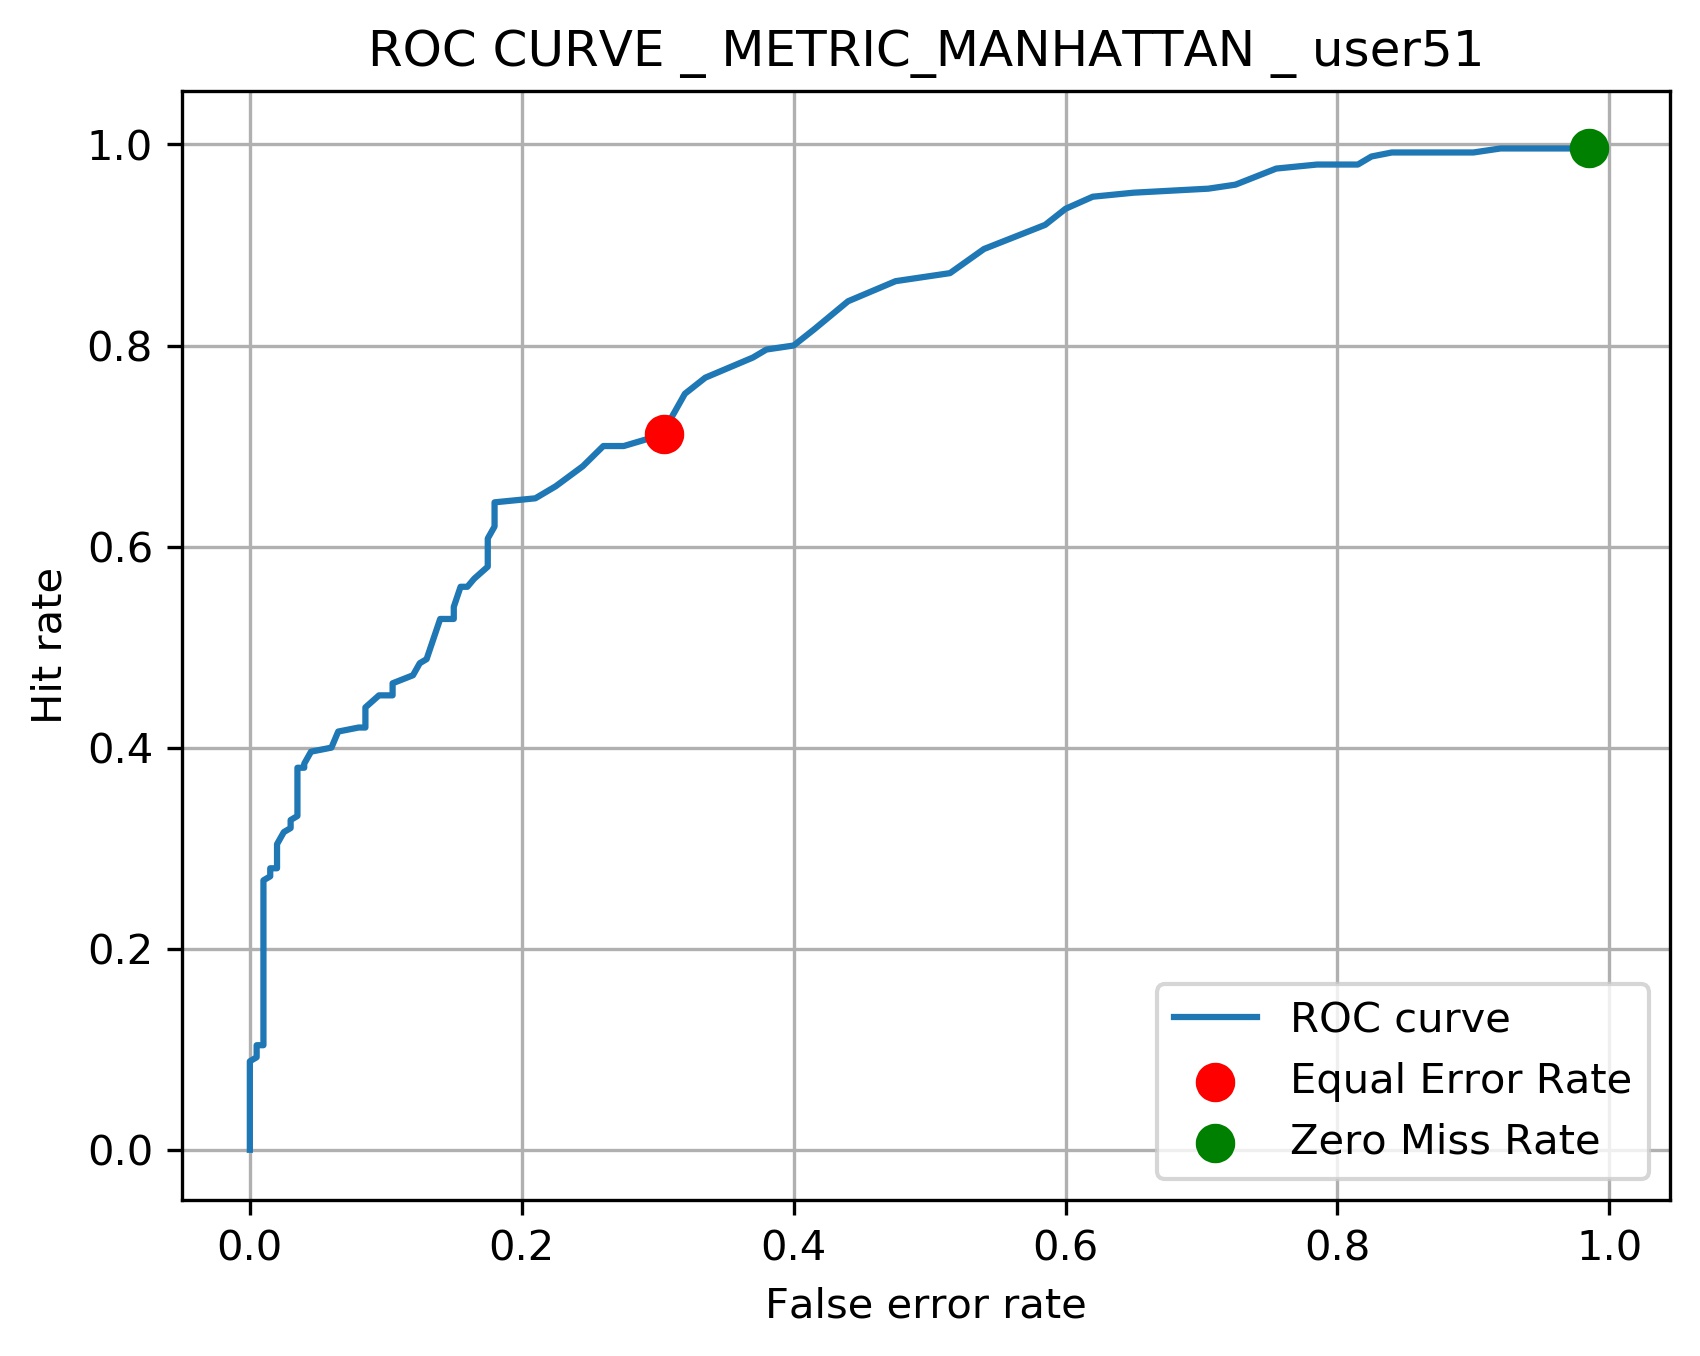 ROC CURVE _ METRIC_MANHATTAN _ user51
1.0
0.8
0.6
0.4
0.2
0.0
Hit rate
ROC curve
Equal Error Rate
Zero Miss Rate
0.0 0.2 0.4 0.6 0.8 1.0
False error rate